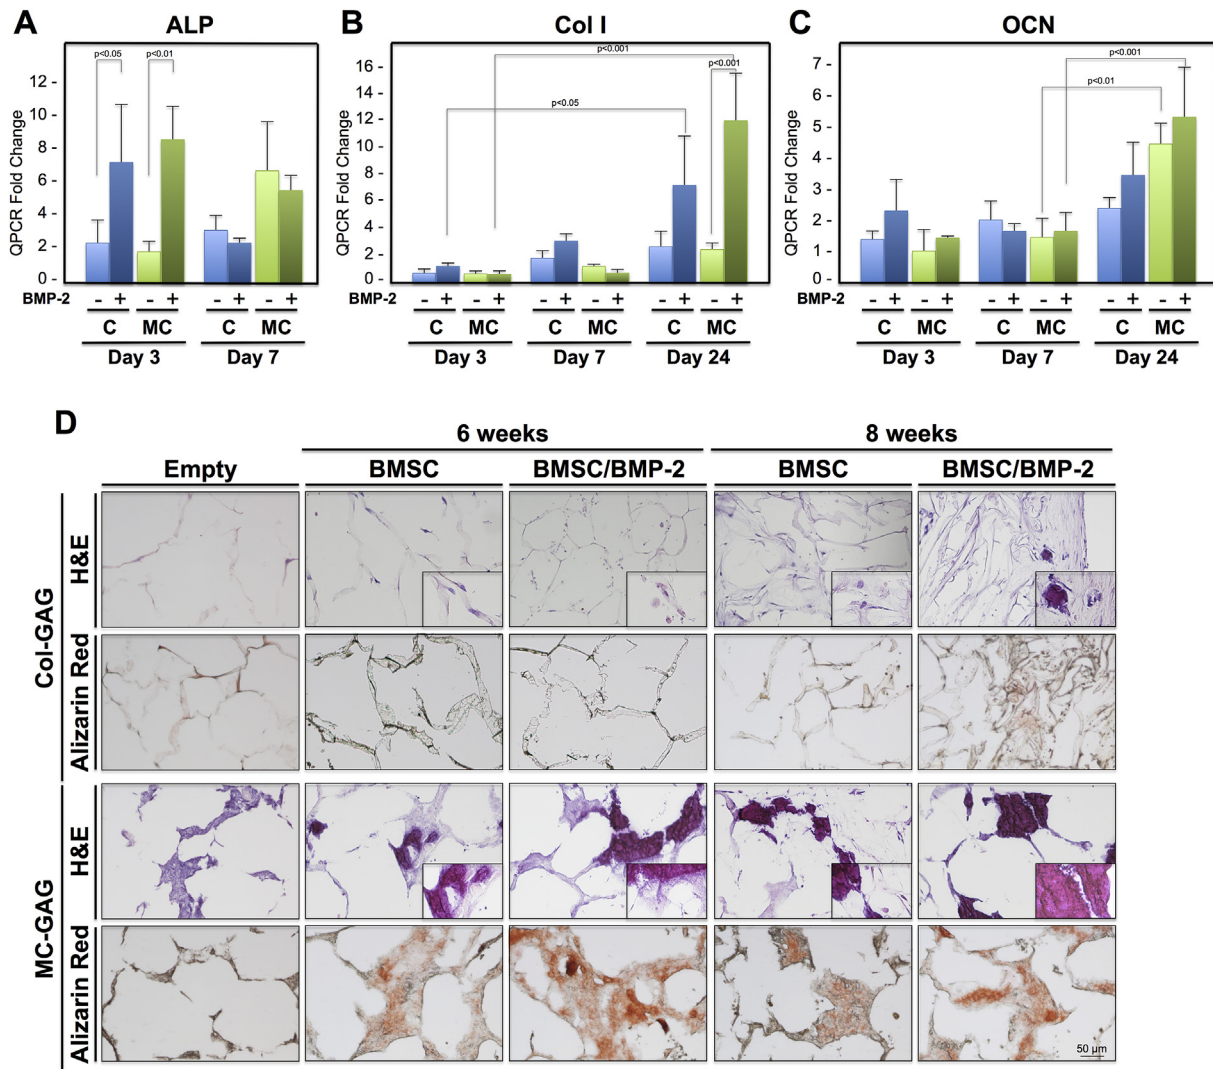 A ALP
QPCR Fold Change
12 -
10 -
8 -
6 -
4 -
2 -
0 -
p<0.05
p<0.01
BMP-2 - + - + - + - +
C MC C MC
Day 3 Day 7
B Col I
QPCR Fold Change
16 -
14 -
12 -
10 -
8 -
6 -
4 -
2 -
0 -
p<0.001
p<0.001
p<0.05
BMP-2 - + - + - + - + - + - +
C MC C MC C MC
Day 3 Day 7 Day 24
C OCN
QPCR Fold Change
7 -
6 -
5 -
4 -
3 -
2 -
1 -
0 -
p<0.001
p<0.01
BMP-2 - + - + - + - + - + - +
C MC C MC C MC
Day 3 Day 7 Day 24
D
6 weeks 8 weeks
Empty BMSC BMSC/BMP-2 BMSC BMSC/BMP-2
Col-GAG
H&E
Alizarin Red
MC-GAG
H&E
Alizarin Red
50 µm